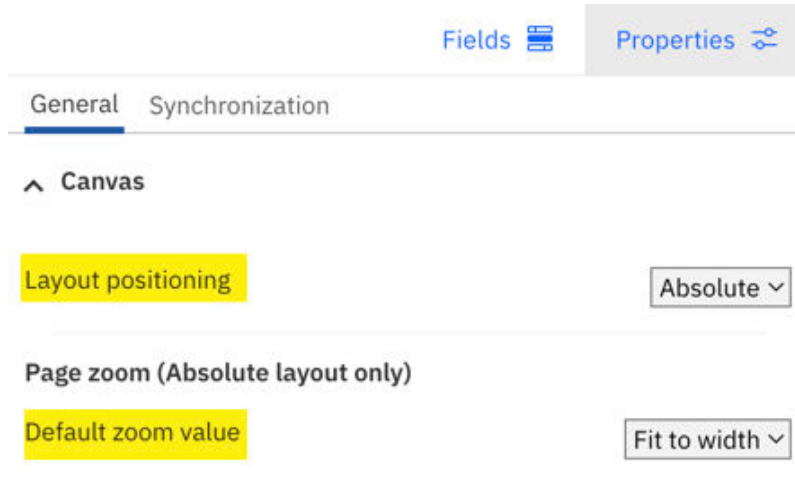 Fields Properties
General Synchronization
Canvas
Layout positioning Absolute
Page zoom (Absolute layout only)
Default zoom value Fit to width